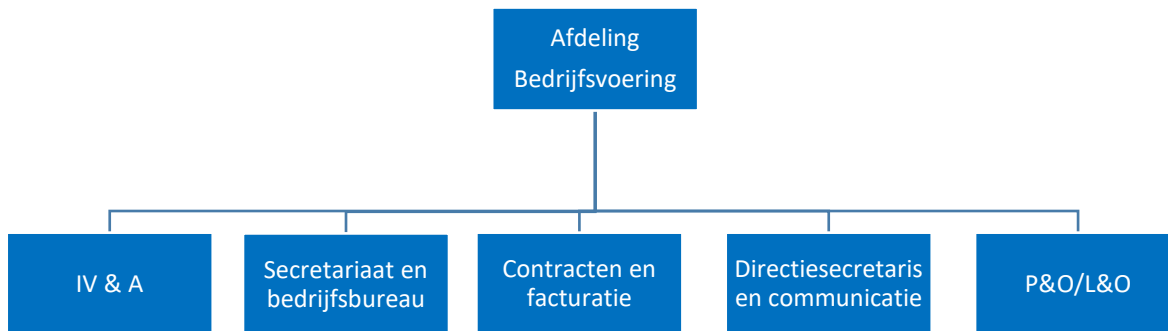 Afdeling
Bedrijfsvoering
IV & A
Secretariaat en
bedrijfsbureau
Contracten en
facturatie
Directiesecretaris
en communicatie
P&O/L&O